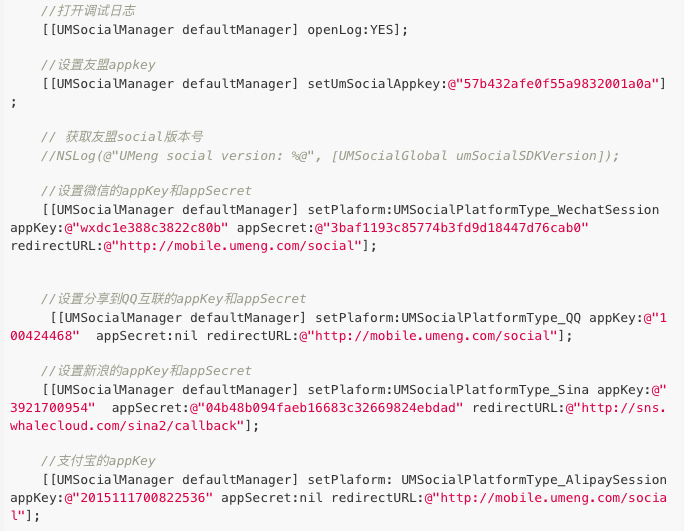 //打开调试日志
[[UMSocialManager defaultManager] openLog:YES];
//设置友盟appkey
[[UMSocialManager defaultManager] setUmSocialAppkey:@"57b432afe0f55a9832001a0a"]
;
// 获取友盟social版本号
//NSLog(@"UMeng social version: %@", [UMSocialGlobal umSocialSDKVersion]);
//设置微信的appKey和appSecret
[[UMSocialManager defaultManager] setPlaform:UMSocialPlatformType_WechatSession
appKey:@"wxdc1e388c3822c80b" appSecret:@"3baf1193c85774b3fd9d18447d76cab0"
redirectURL:@"http://mobile.umeng.com/social"];
//设置分享到QQ互联的appKey和appSecret
[[UMSocialManager defaultManager] setPlaform:UMSocialPlatformType_QQ appKey:@"1
00424468"  appSecret:nil redirectURL:@"http://mobile.umeng.com/social"];
//设置新浪的appKey和appSecret
[[UMSocialManager defaultManager] setPlaform:UMSocialPlatformType_Sina appKey:@"
3921700954"  appSecret:@"04b48b094faeb16683c32669824ebdad" redirectURL:@"http://sns.
whalecloud.com/sina2/callback"];
//支付宝的appKey
[[UMSocialManager defaultManager] setPlaform: UMSocialPlatformType_AlipaySession
appKey:@"2015111700822536" appSecret:nil redirectURL:@"http://mobile.umeng.com/socia
l"];